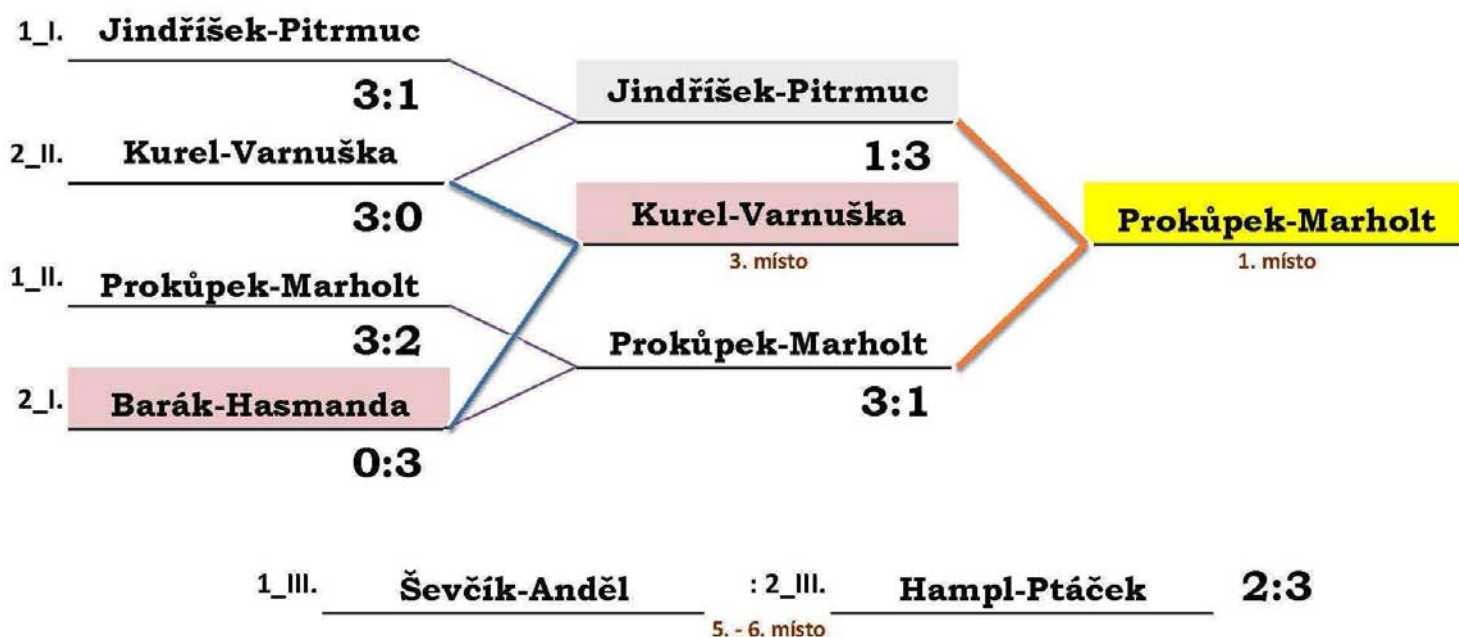 1_I. Jindříšek-Pitrmuc
3:1
Jindříšek-Pitrmuc
2_II. Kurel-Varnuška
1:3
3:0
Kurel-Varnuška
Prokůpek-Marholt
3. místo
1. místo
1_II. Prokůpek-Marholt
3:2
Prokůpek-Marholt
2_I. Barák-Hasmanda
3:1
0:3
1_III. Ševčík-Anděl : 2_III. Hampl-Ptáček 2:3
5. - 6. místo